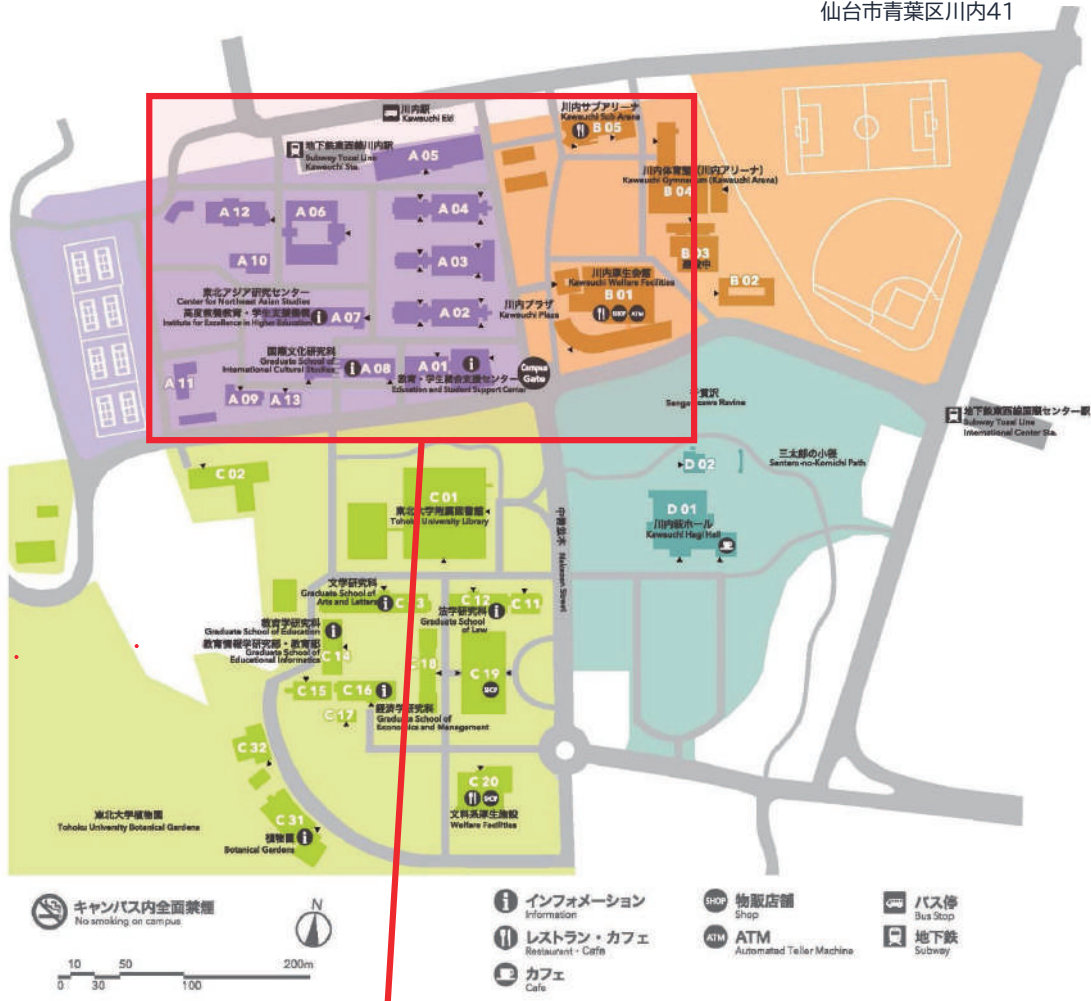 仙台市青葉区川内41
川内駅
Kawauchi Eki
地下鉄東西線川内駅
Subway Tozai Line
Kawauchi Sta.
A 05
川内サブアリーナ
Kawauchi Sub Arena
B 05
川内体育館(川内アリーナ)
Kawauchi Gymnasium (Kawauchi Arena)
B 04
A 12
A 06
A 04
A 10
A 03
B 03
B 02
東北アジア研究センター
Center for Northeast Asian Studies
高度教養教育・学生支援機構
Institute for Excellence in Higher Education
A 07
A 02
川内プラザ
Kawauchi Plaza
川内厚生会館
Kawauchi Welfare Facilities
B 01
SHOP
ATM
国際文化研究科
Graduate School of
International Cultural Studies
A 08
A 01
教育・学生総合支援センター
Education and Student Support Center
Campus
Gate
A 11
A 09
A 13
Sengokuzawa Ravine
地下鉄東西線国際センター駅
Subway Tozai Line
International Center Sta.
C 02
C 01
東北大学附属図書館
Tohoku University Library
D 02
三太郎の小径
Santaro-no-Komichi Path
D 01
川内萩ホール
Kawauchi Hagi Hall
中善並木 Nakazen Street
文学研究科
Graduate School of
Arts and Letters
C 12
C 11
法学研究科
Graduate School
of Law
教育学研究科
Graduate School of Education
教育情報学研究部・教育部
Graduate School of
Educational Informatics
C 14
C 18
C 19
SHOP
C 15
C 16
C 17
経済学研究科
Graduate School of
Economics and Management
C 32
C 20
SHOP
文科系厚生施設
Welfare Facilities
東北大学植物園
Tohoku University Botanical Gardens
C 31
植物園
Botanical Gardens
キャンパス内全面禁煙
No smoking on campus
N
10 50 200m
0 30 100
インフォメーション
Information
レストラン・カフェ
Restaurant・Cafe
カフェ
Cafe
SHOP 物販店舗
Shop
ATM ATM
Automated Teller Machine
バス停
Bus Stop
地下鉄
Subway